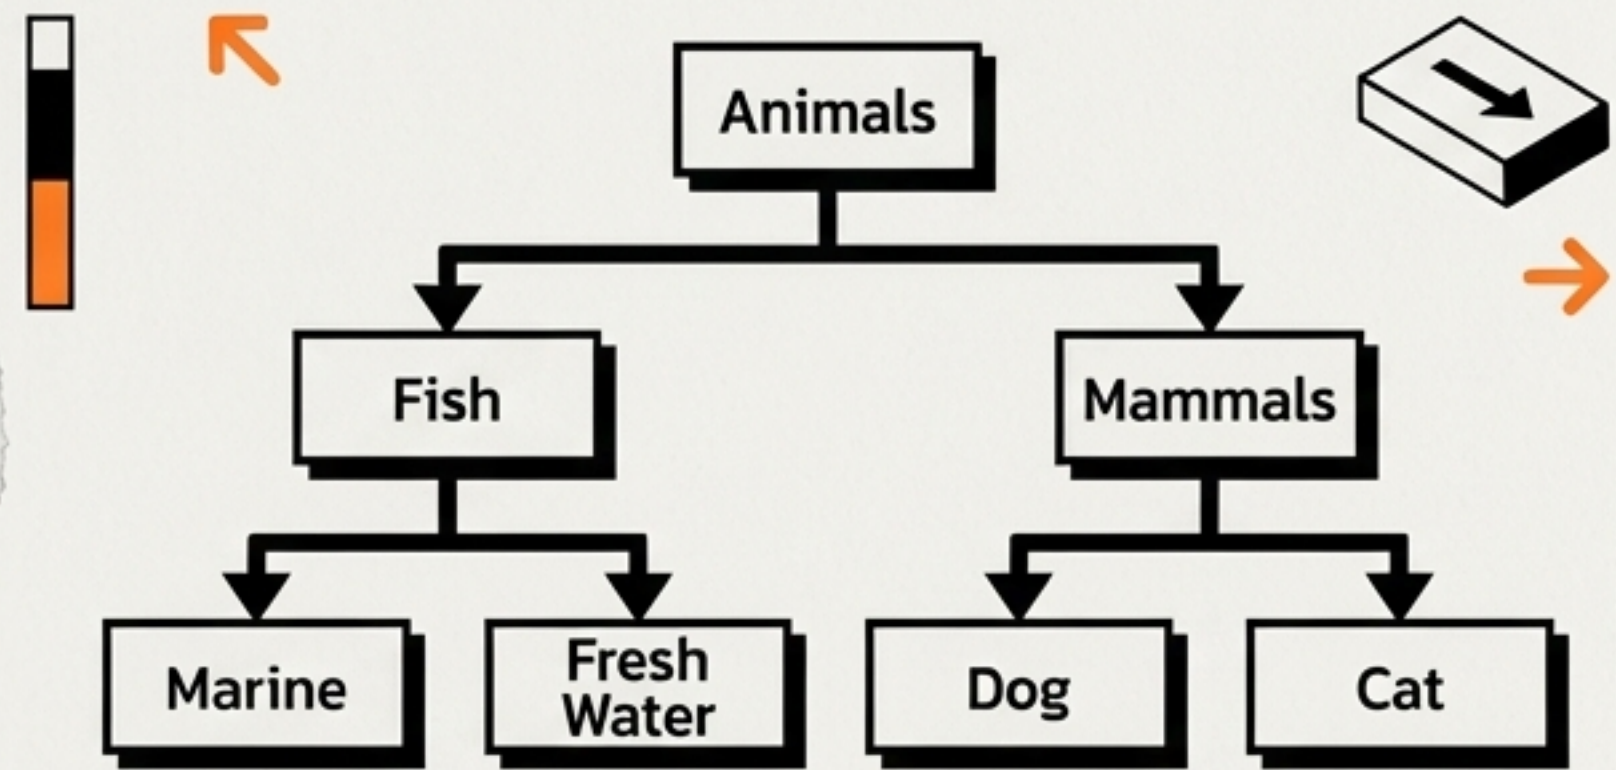 Animals
Fish
Mammals
Marine
Fresh
Water
Dog
Cat